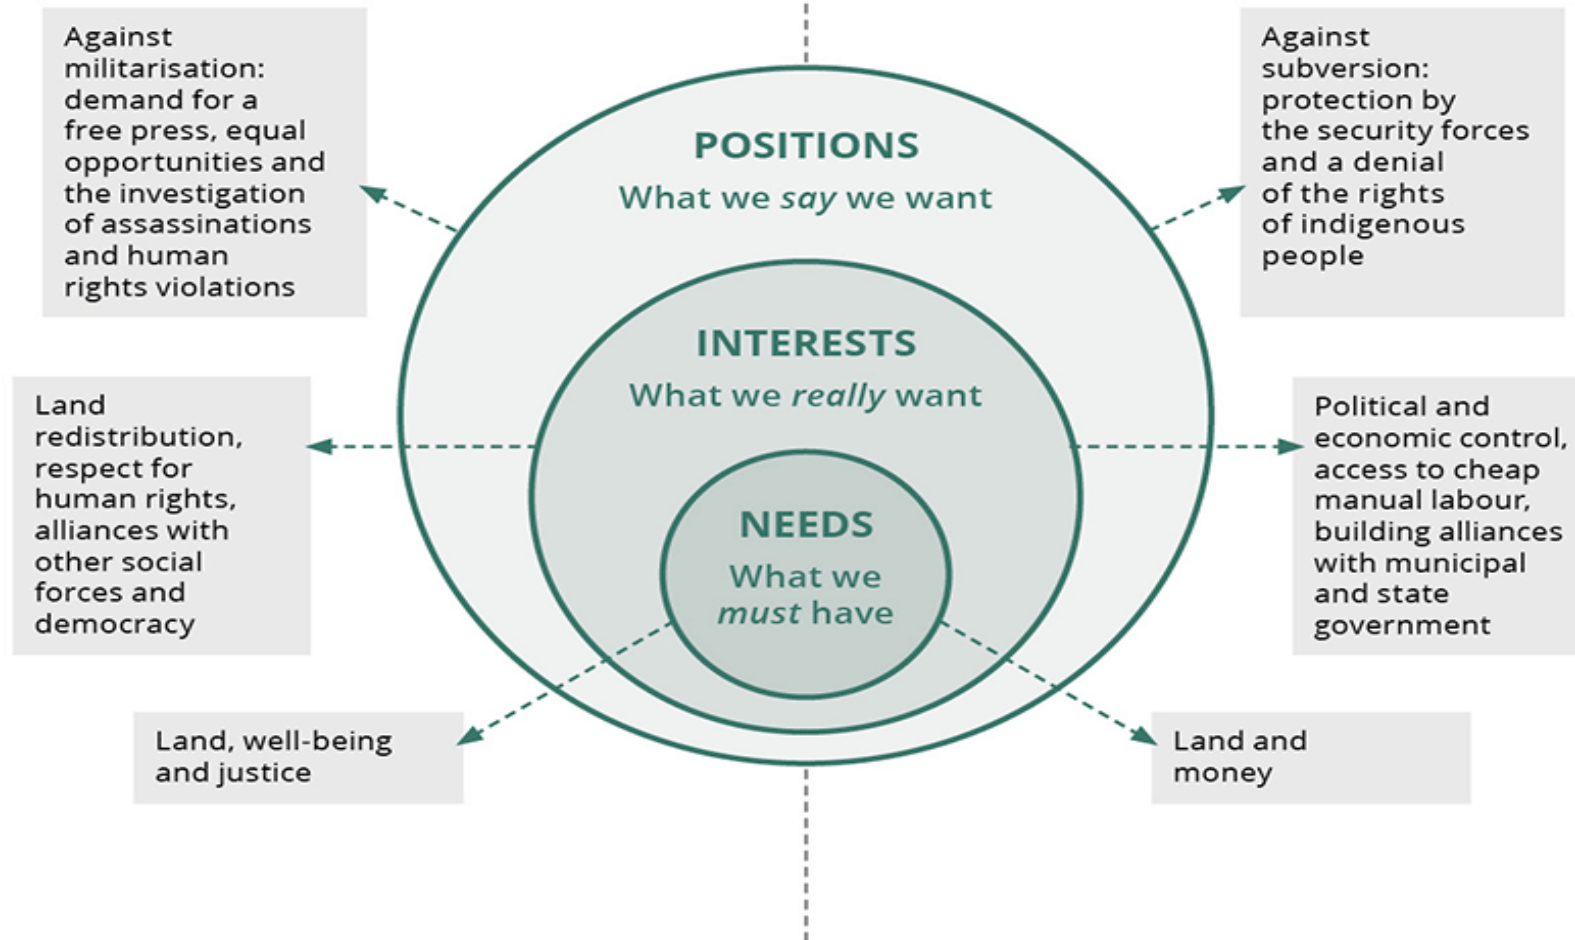 Against
militarisation:
demand for a
free press, equal
opportunities and
the investigation
of assassinations
and human
rights violations
POSITIONS
What we say we want
Against
subversion:
protection by
the security forces
and a denial
of the rights
of indigenous
people
Land
redistribution,
respect for
human rights,
alliances with
other social
forces and
democracy
INTERESTS
What we really want
Political and
economic control,
access to cheap
manual labour,
building alliances
with municipal
and state
government
NEEDS
What we
must have
Land, well-being
and justice
Land and
money